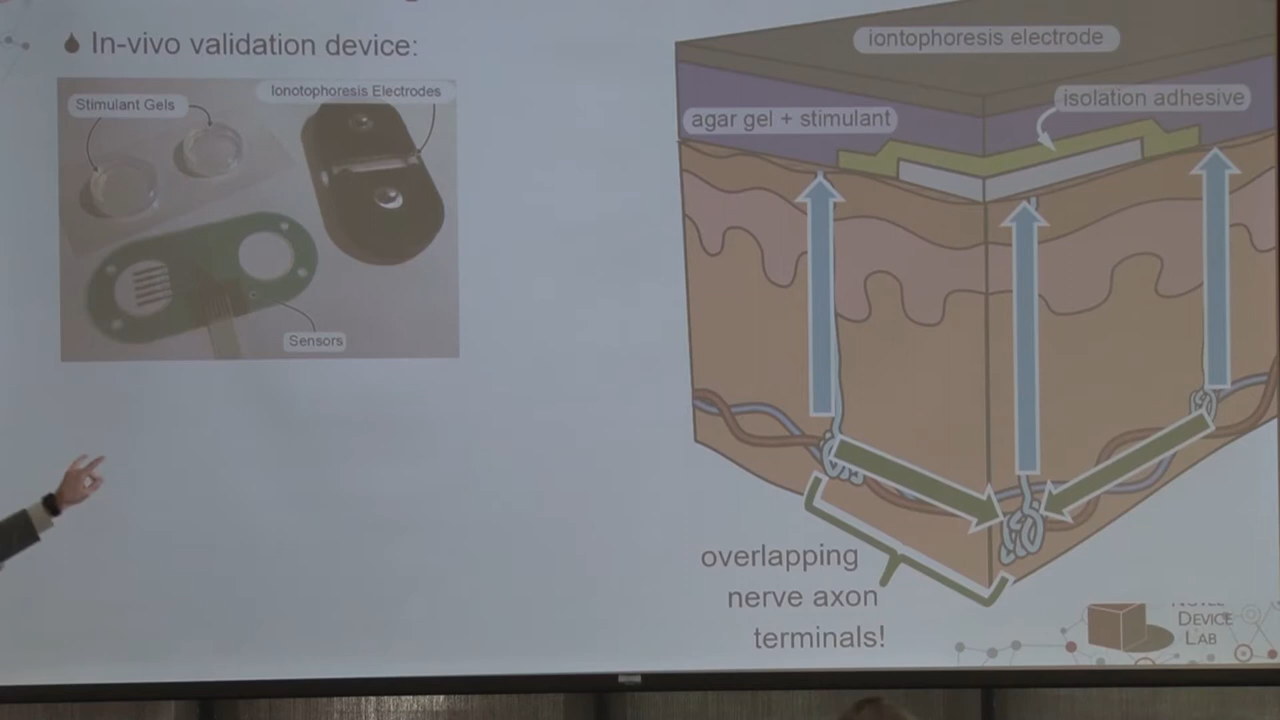 In-vivo validation device:
Stimulant Gels
Ionotophoresis Electrodes
Sensors
iontophoresis electrode
isolation adhesive
agar gel + stimulant
overlapping
nerve axon
terminals!
DEVICE
LAB